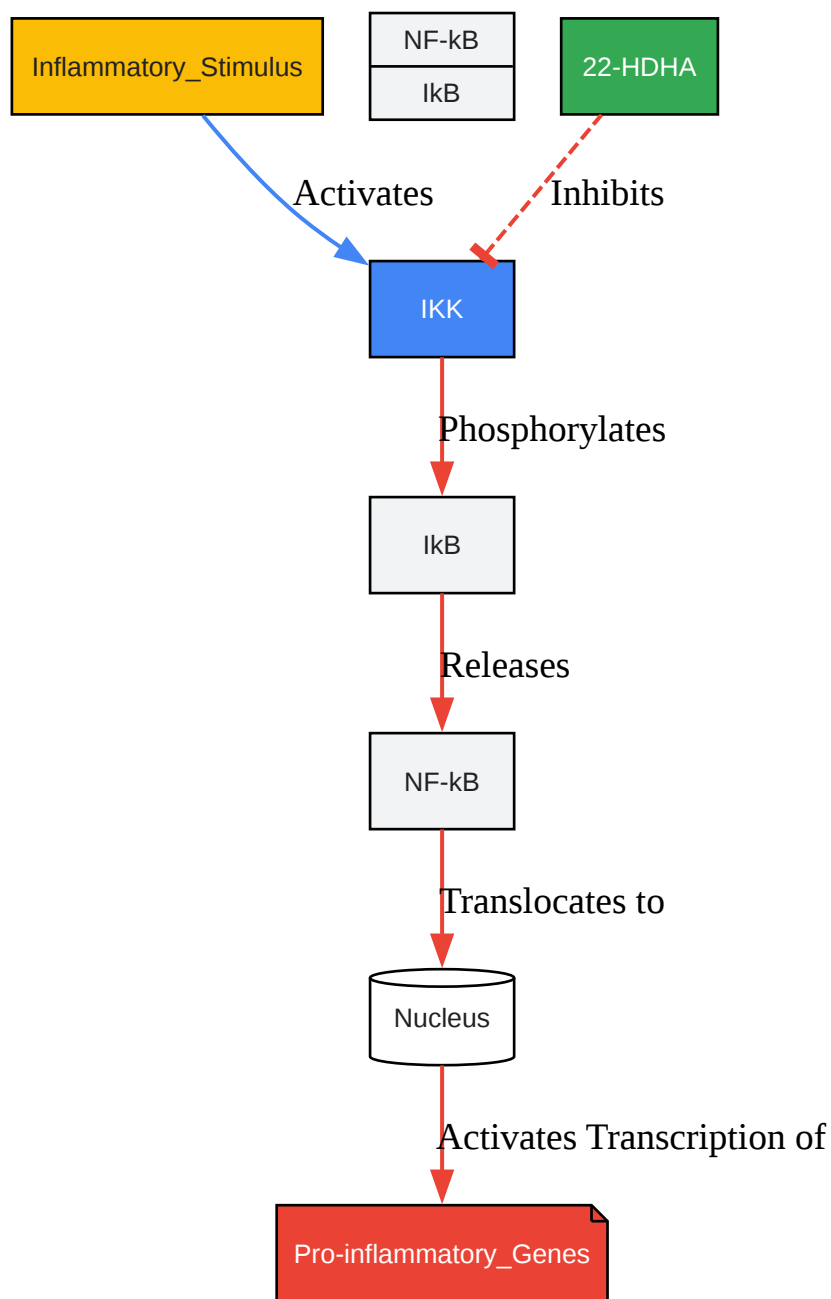 Inflammatory_Stimulus
NF-kB
IkB
22-HDHA
Activates
Inhibits
IKK
Phosphorylates
IkB
Releases
NF-kB
Translocates to
Nucleus
Activates Transcription of
Pro-inflammatory_Genes